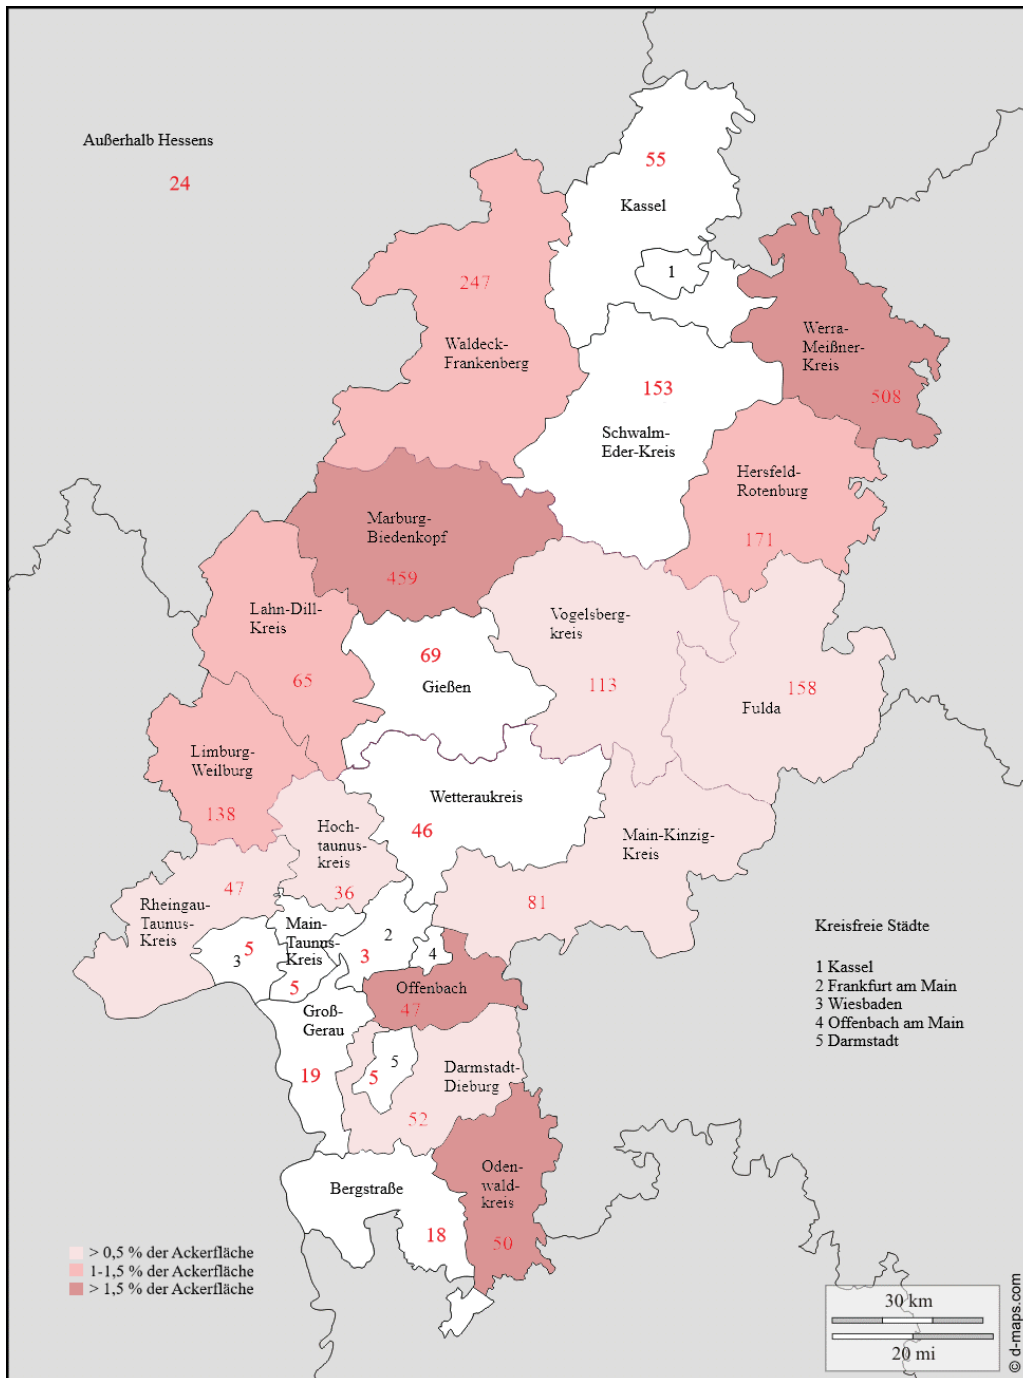 Außerhalb Hessens
24
55
Kassel
1
247
Waldeck-
Frankenberg
Werra-
Meißner-
Kreis
508
153
Schwalm-
Eder-Kreis
Hersfeld-
Rotenburg
171
Marburg-
Biedenkopf
459
Lahn-Dill-
Kreis
65
Vogelsberg-
kreis
113
69
Gießen
158
Fulda
Limburg-
Weilburg
138
Wetteraukreis
46
Hoch-
taunus-
kreis
36
Main-Kinzig-
Kreis
81
47
Rheingau-
Taunus-
Kreis
Main-
Taunus-
Kreis
5
5
3
2
3
4
Offenbach
47
Groß-
Gerau
19
5
5
Darmstadt-
Dieburg
52
Bergstraße
18
Oden-
wald-
kreis
50
Kreisfreie Städte
1 Kassel
2 Frankfurt am Main
3 Wiesbaden
4 Offenbach am Main
5 Darmstadt
> 0,5 % der Ackerfläche
1-1,5 % der Ackerfläche
> 1,5 % der Ackerfläche
30 km
20 mi
© d-maps.com